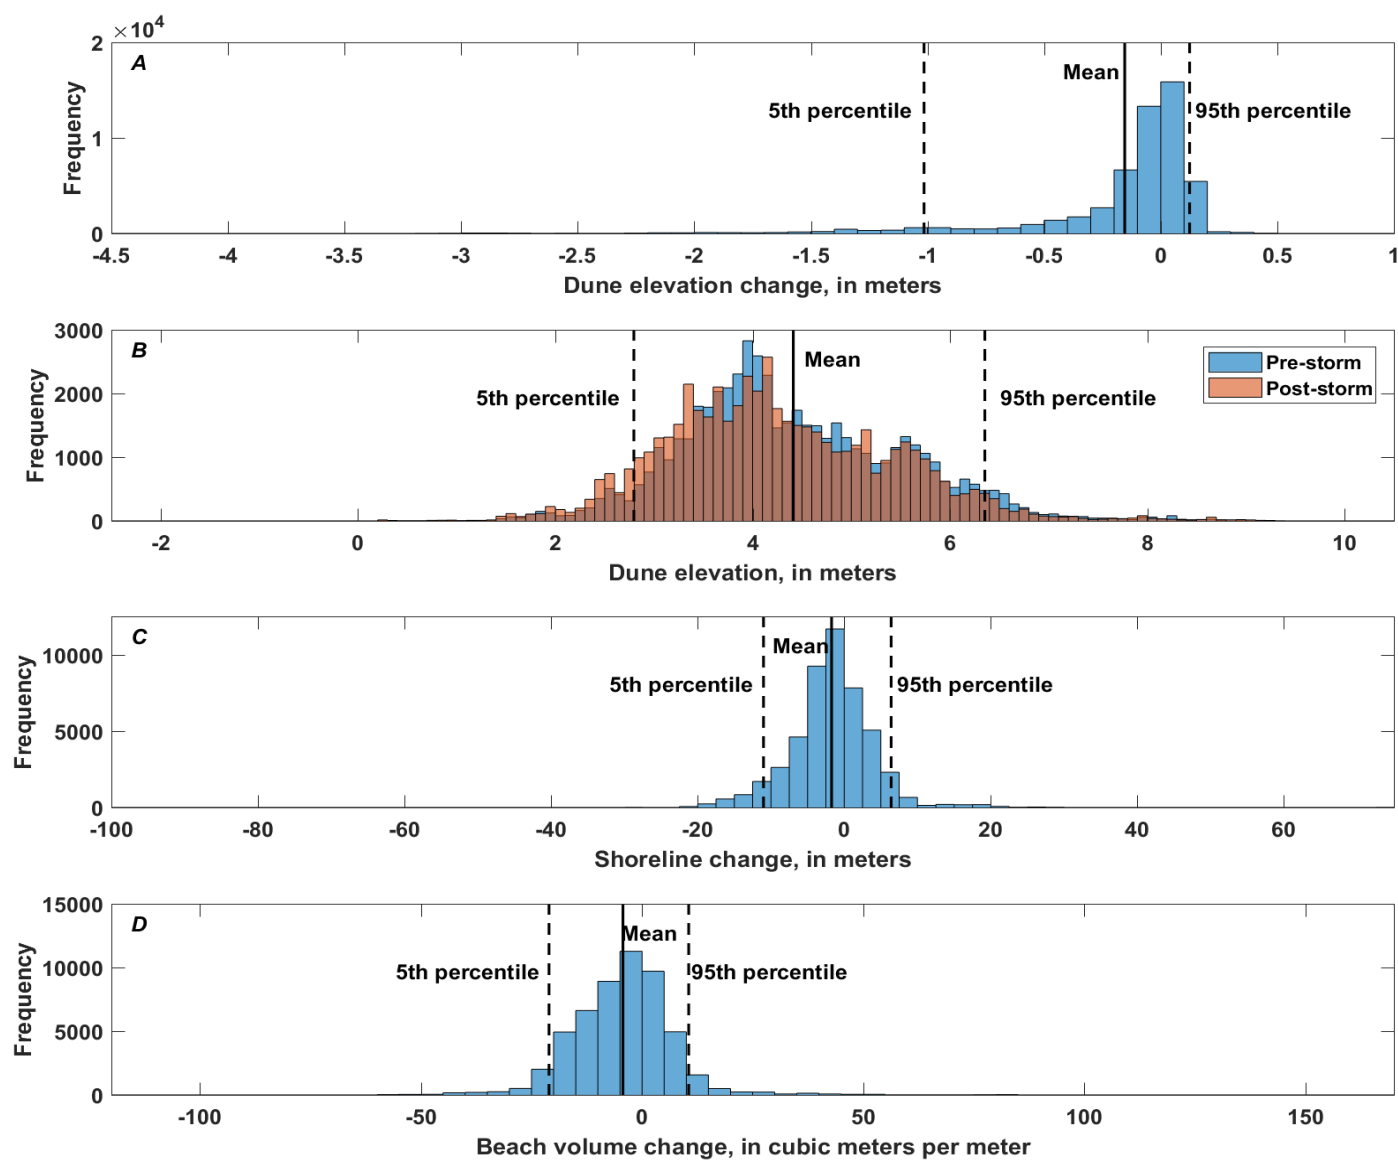 ×10⁴
A
Mean
5th percentile
95th percentile
2
1
0
Frequency
-4.5 -4 -3.5 -3 -2.5 -2 -1.5 -1 -0.5 0 0.5 1
Dune elevation change, in meters
B
Mean
5th percentile
95th percentile
Pre-storm
Post-storm
3000
2000
1000
0
Frequency
-2 0 2 4 6 8 10
Dune elevation, in meters
C
Mean
5th percentile
95th percentile
10000
5000
0
Frequency
-100 -80 -60 -40 -20 0 20 40 60
Shoreline change, in meters
D
Mean
5th percentile
95th percentile
15000
10000
5000
0
Frequency
-100 -50 0 50 100 150
Beach volume change, in cubic meters per meter